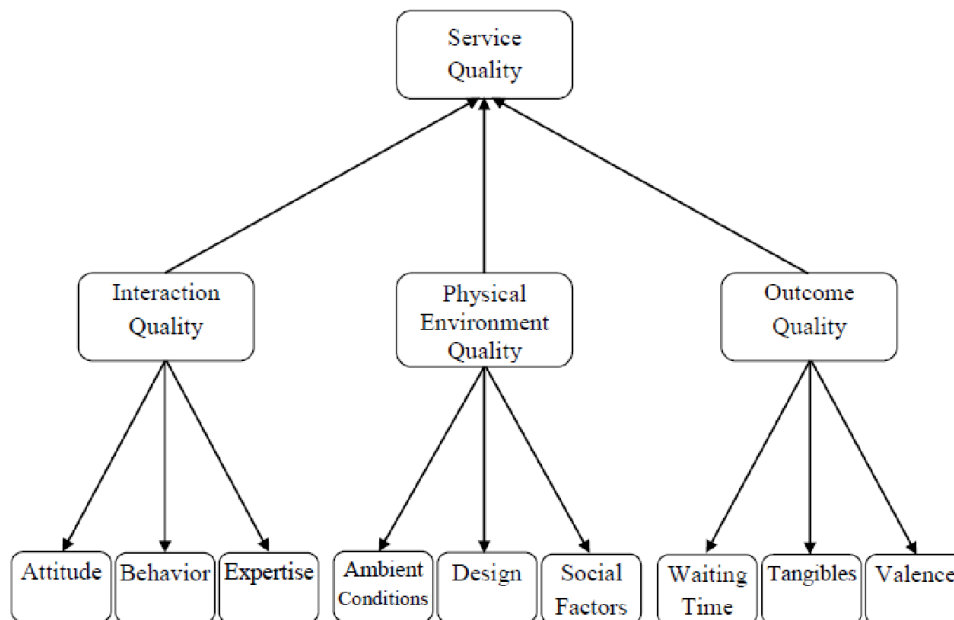 Service
Quality
Interaction
Quality
Physical
Environment
Quality
Outcome
Quality
Attitude
Behavior
Expertise
Ambient
Conditions
Design
Social
Factors
Waiting
Time
Tangibles
Valence